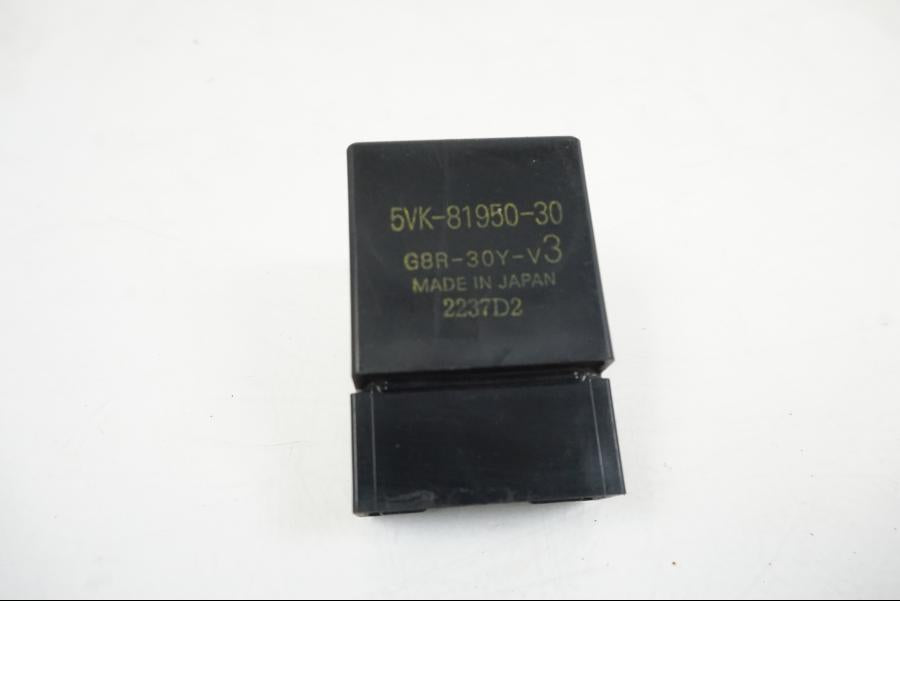 5VK-81950-30
G8R-30Y-V3
MADE IN JAPAN
2237D2